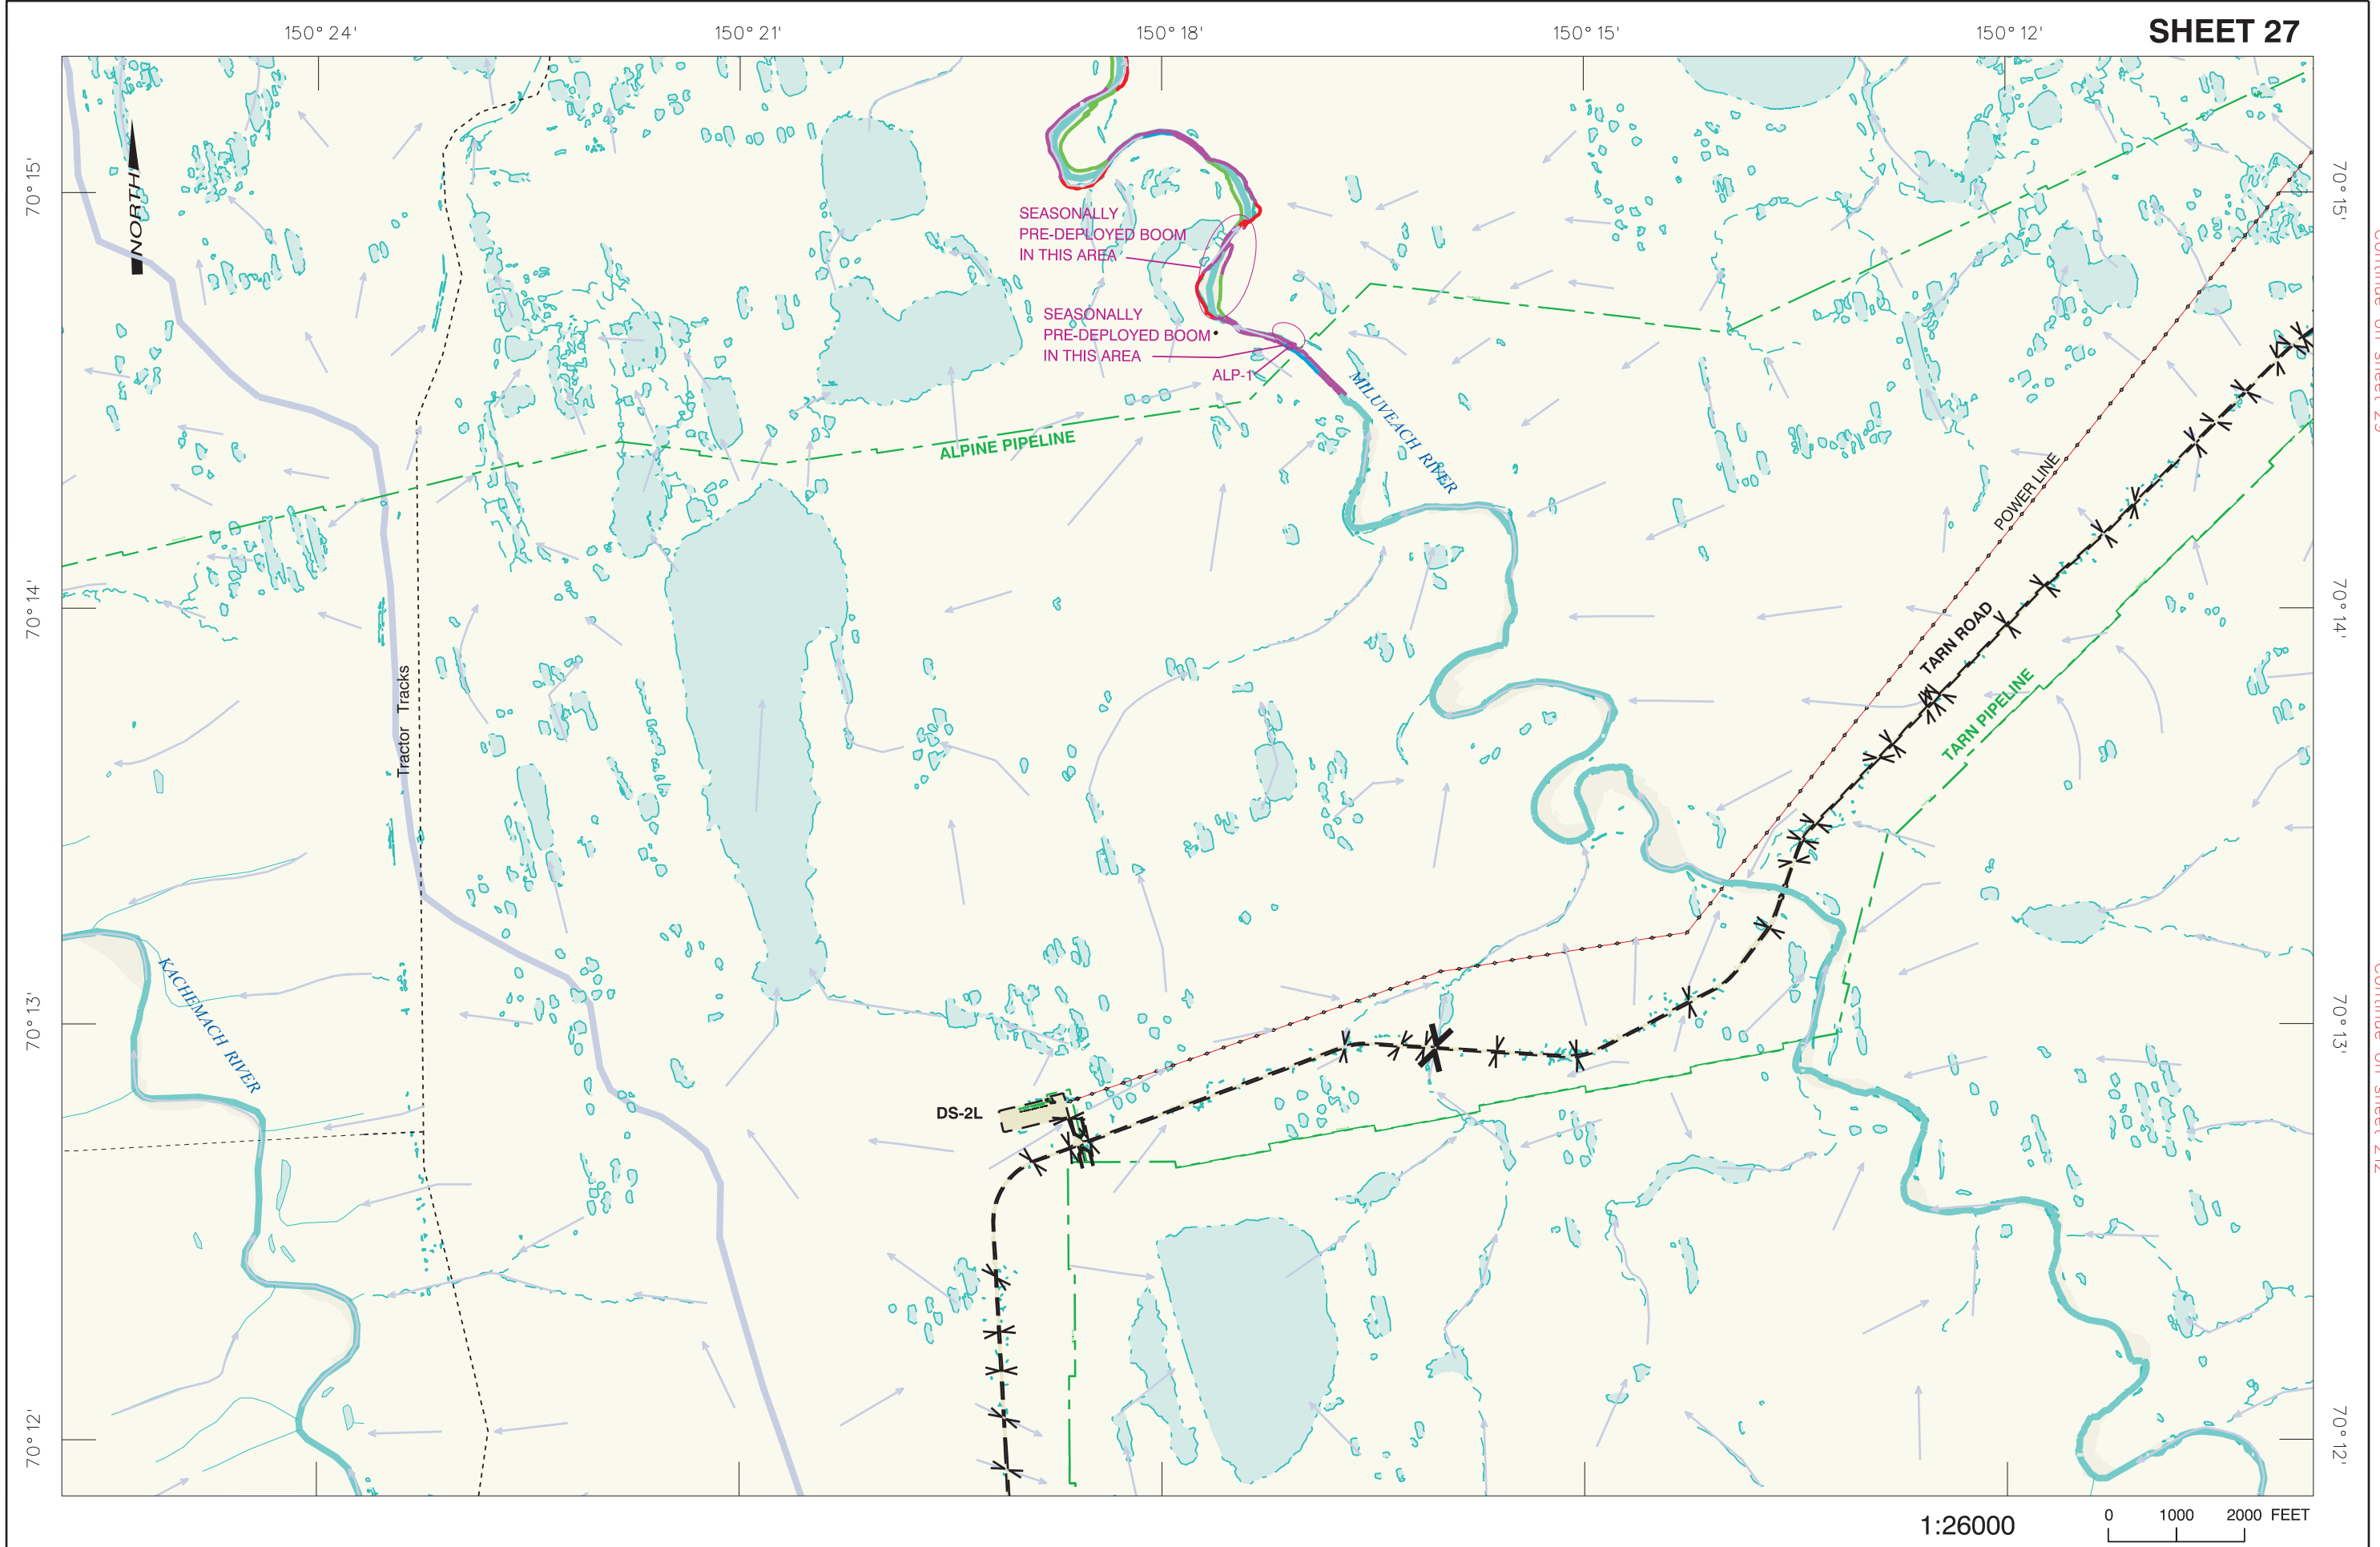 SHEET 27
150° 24'
150° 21'
150° 18'
150° 15'
150° 12'
70° 15'
70° 15'
NORTH
SEASONALLY
PRE-DEPLOYED BOOM
IN THIS AREA
SEASONALLY
PRE-DEPLOYED BOOM
IN THIS AREA
ALP-1
MILUVEACH RIVER
ALPINE PIPELINE
POWER LINE
70° 14'
70° 14'
TARN ROAD
TARN PIPELINE
Tractor Tracks
KACHEMACH RIVER
70° 13'
70° 13'
DS-2L
70° 12'
70° 12'
1:26000
0 1000 2000 FEET